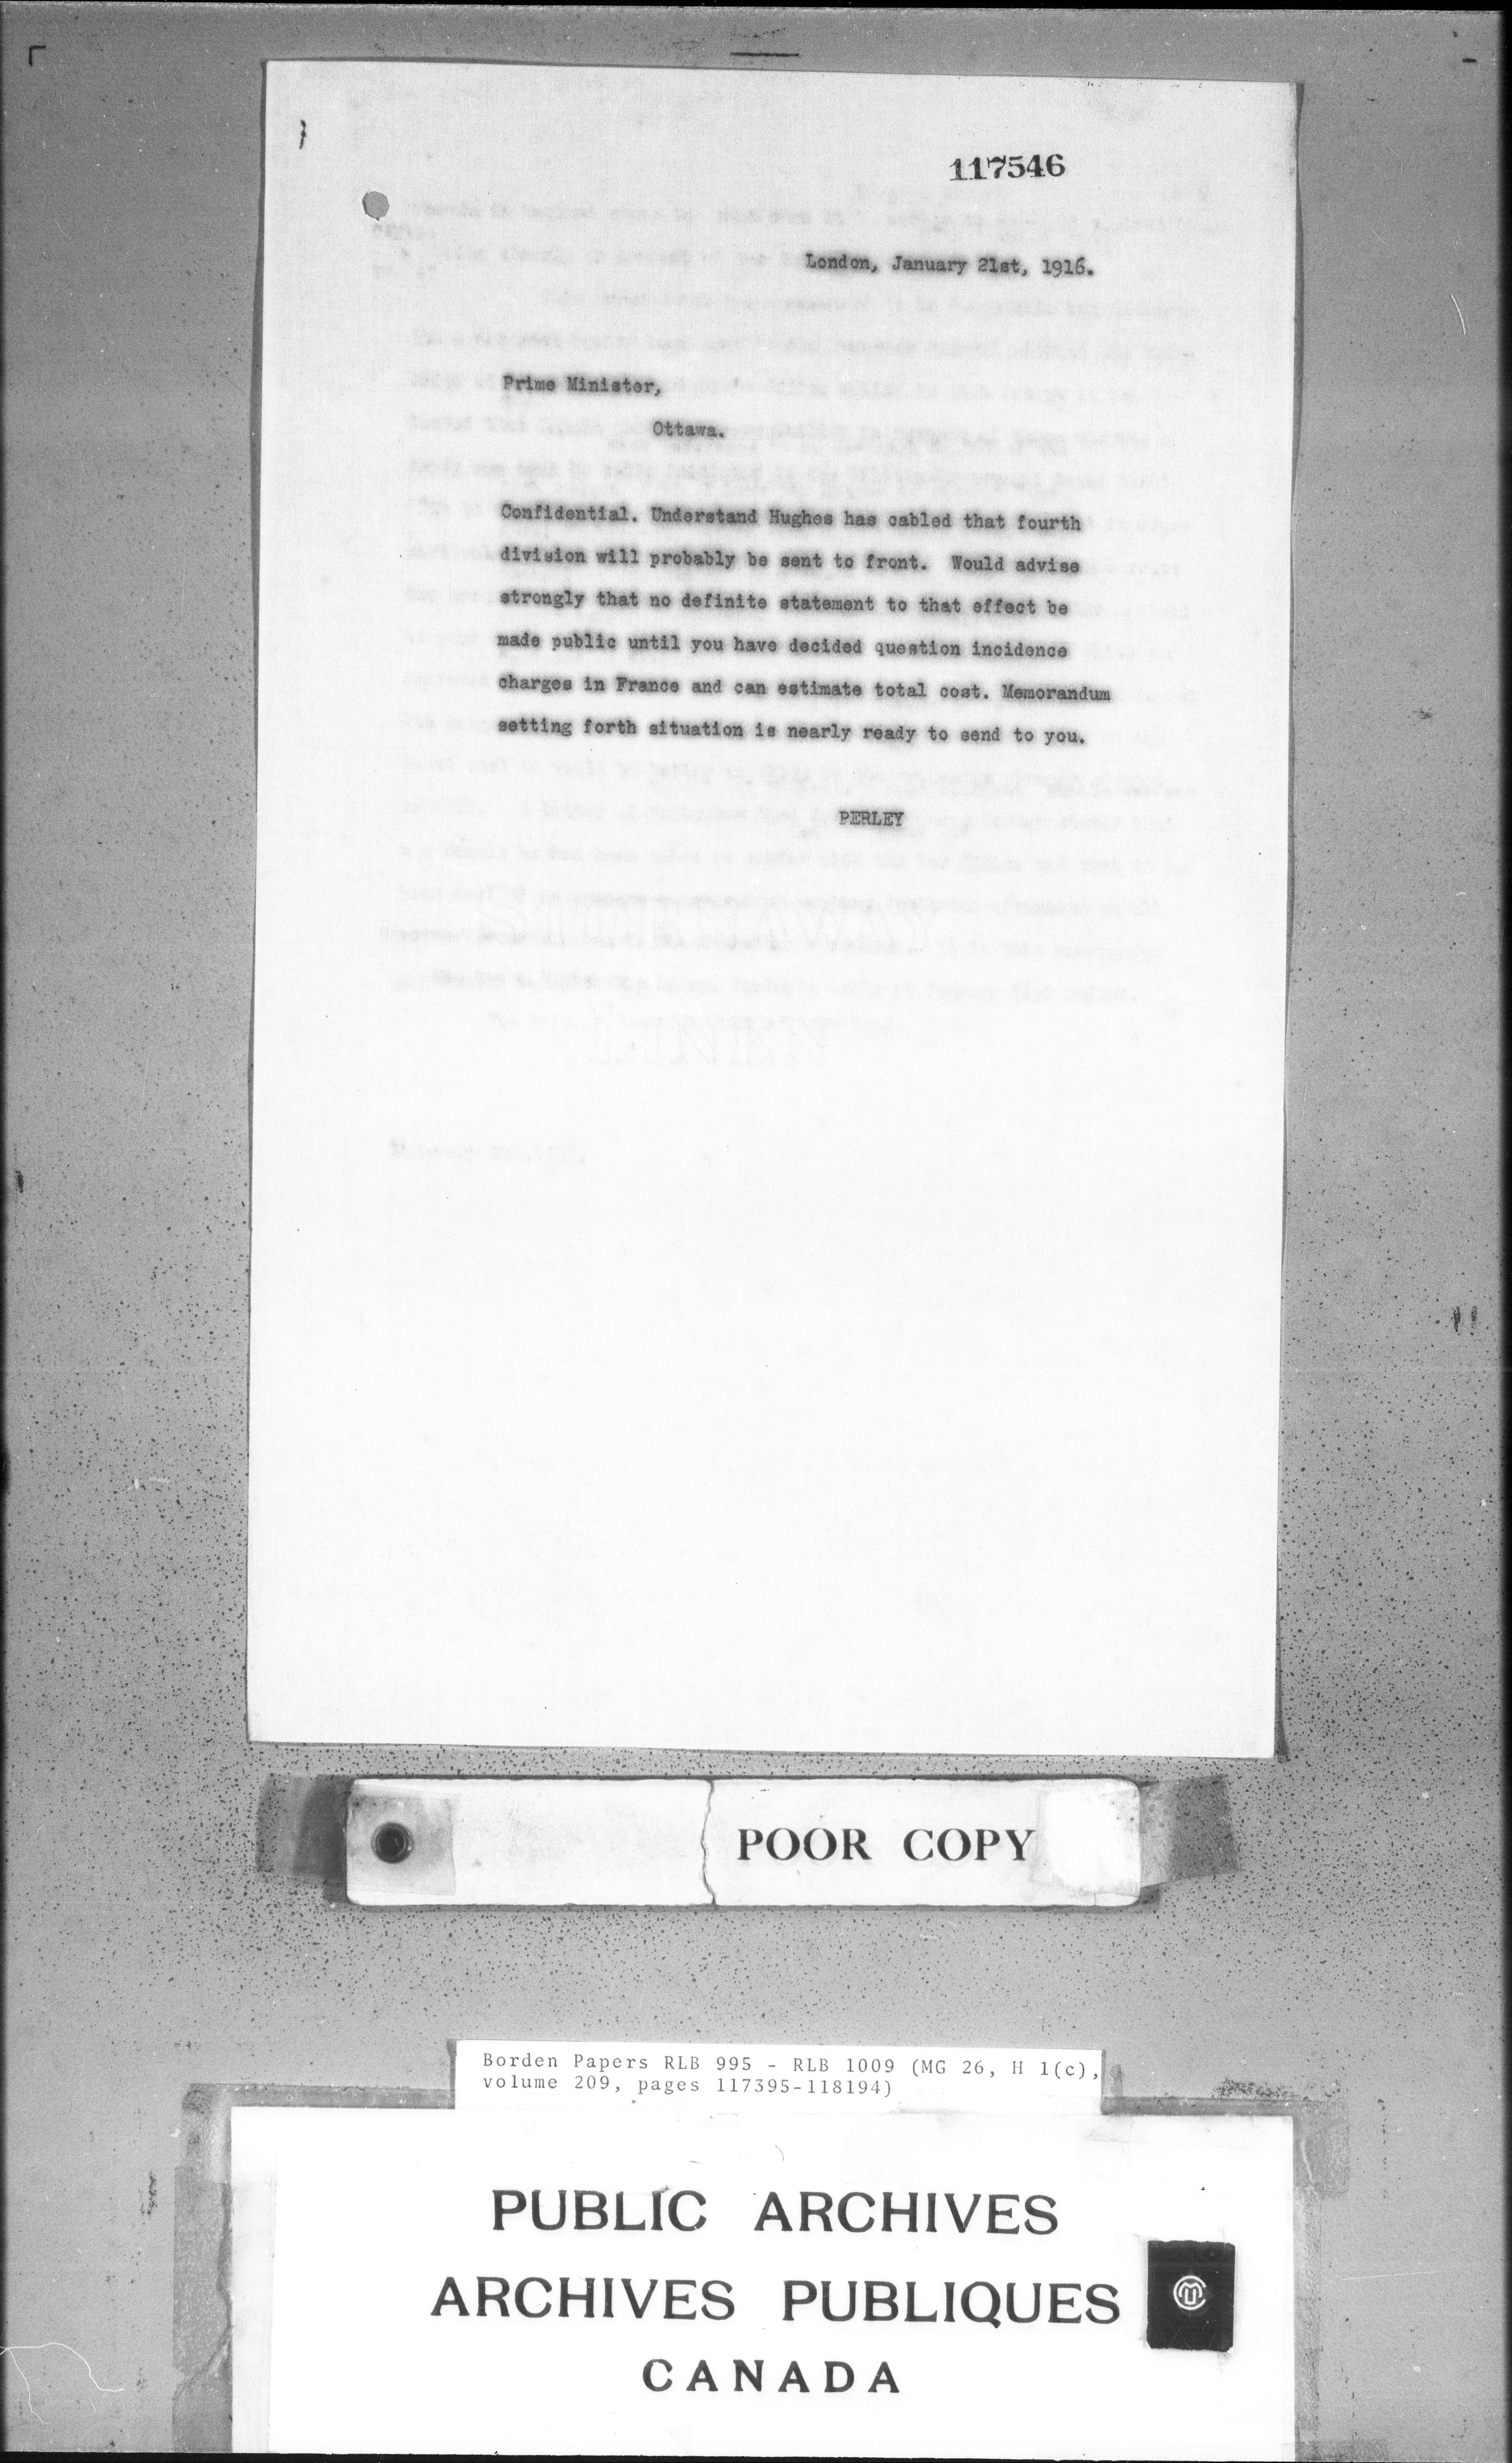 117546
London, January 21st, 1916.
Prime Minister,
Ottawa.
Confidential. Understand Hughes has cabled that fourth
division will probably be sent to front. Would advise
strongly that no definite statement to that effect be
made public until you have decided question incidence
charges in France and can estimate total cost. Memorandum
setting forth situation is nearly ready to send to you.
PERLEY
POOR COPY
Borden Papers RLB 995 - RLB 1009 (MG 26, H 1(c),
volume 209, pages 117395-118194)
PUBLIC ARCHIVES
ARCHIVES PUBLIQUES
CANADA